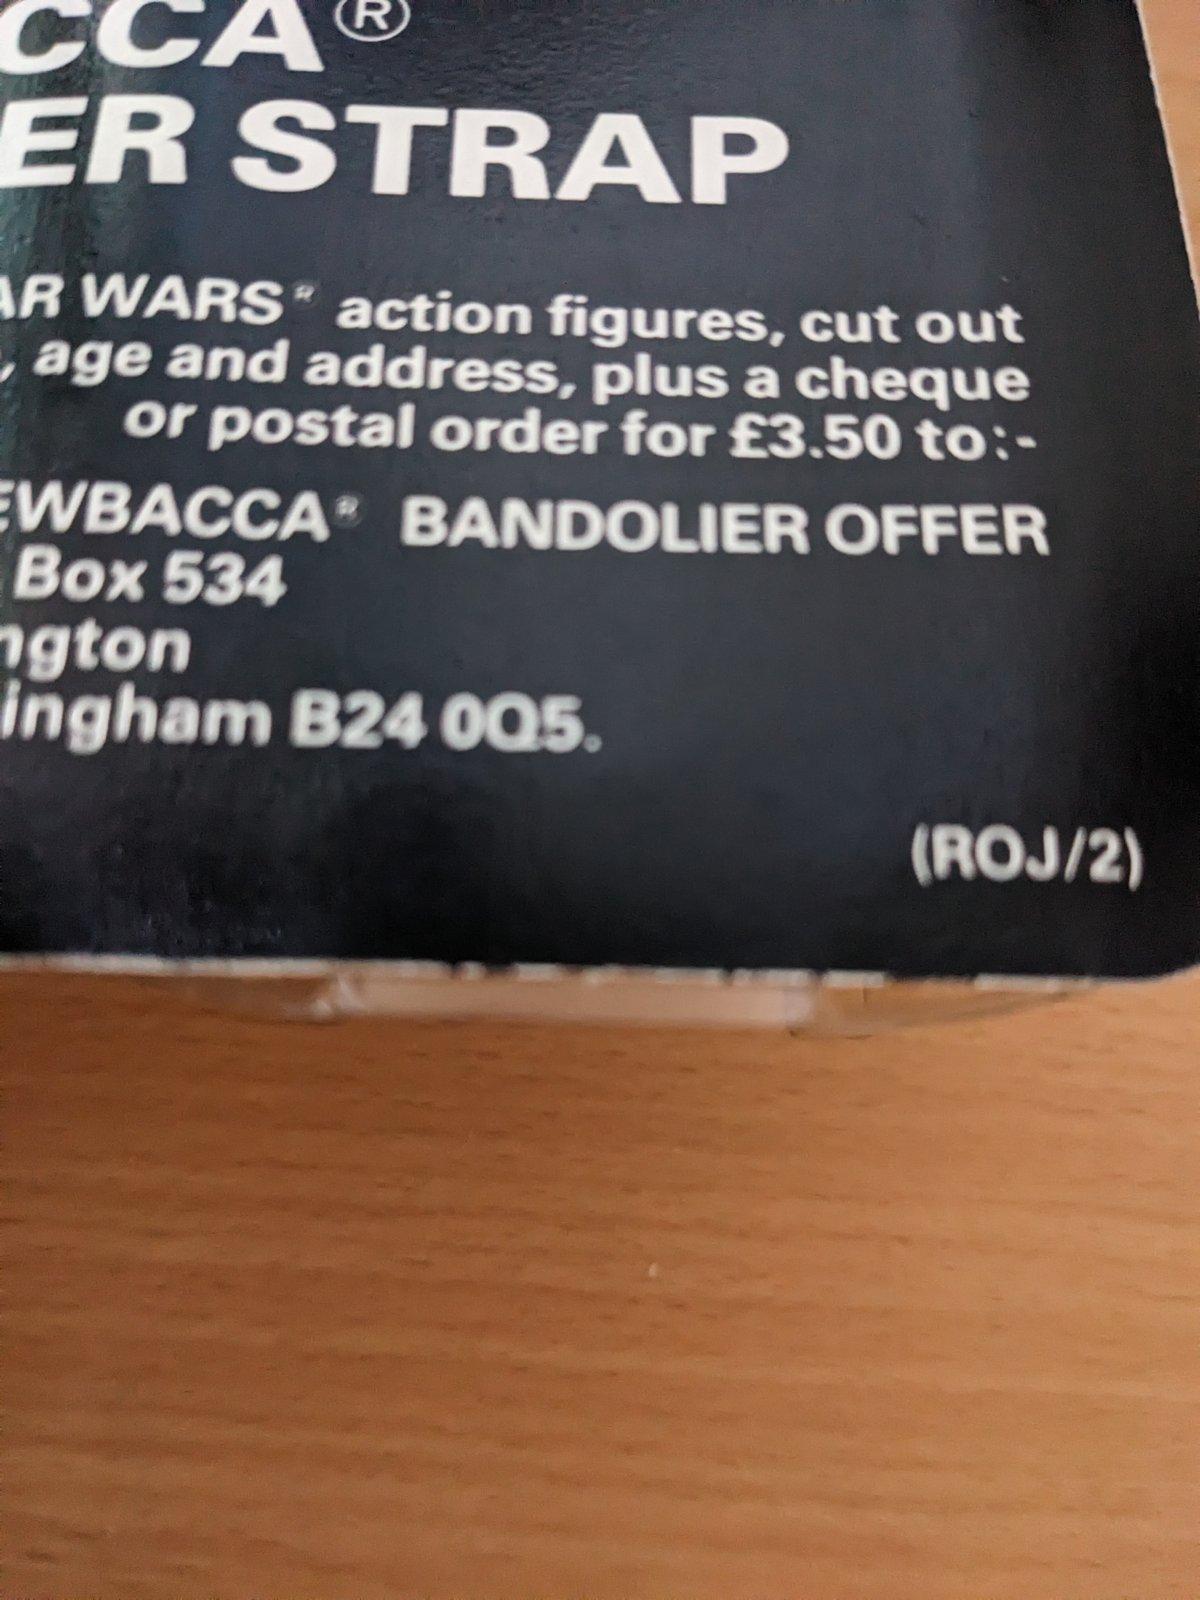 CCA®
ER STRAP
AR WARS® action figures, cut out
, age and address, plus a cheque
or postal order for £3.50 to:-
EWBACCA® BANDOLIER OFFER
Box 534
ngton
ingham B24 0Q5.
(ROJ/2)